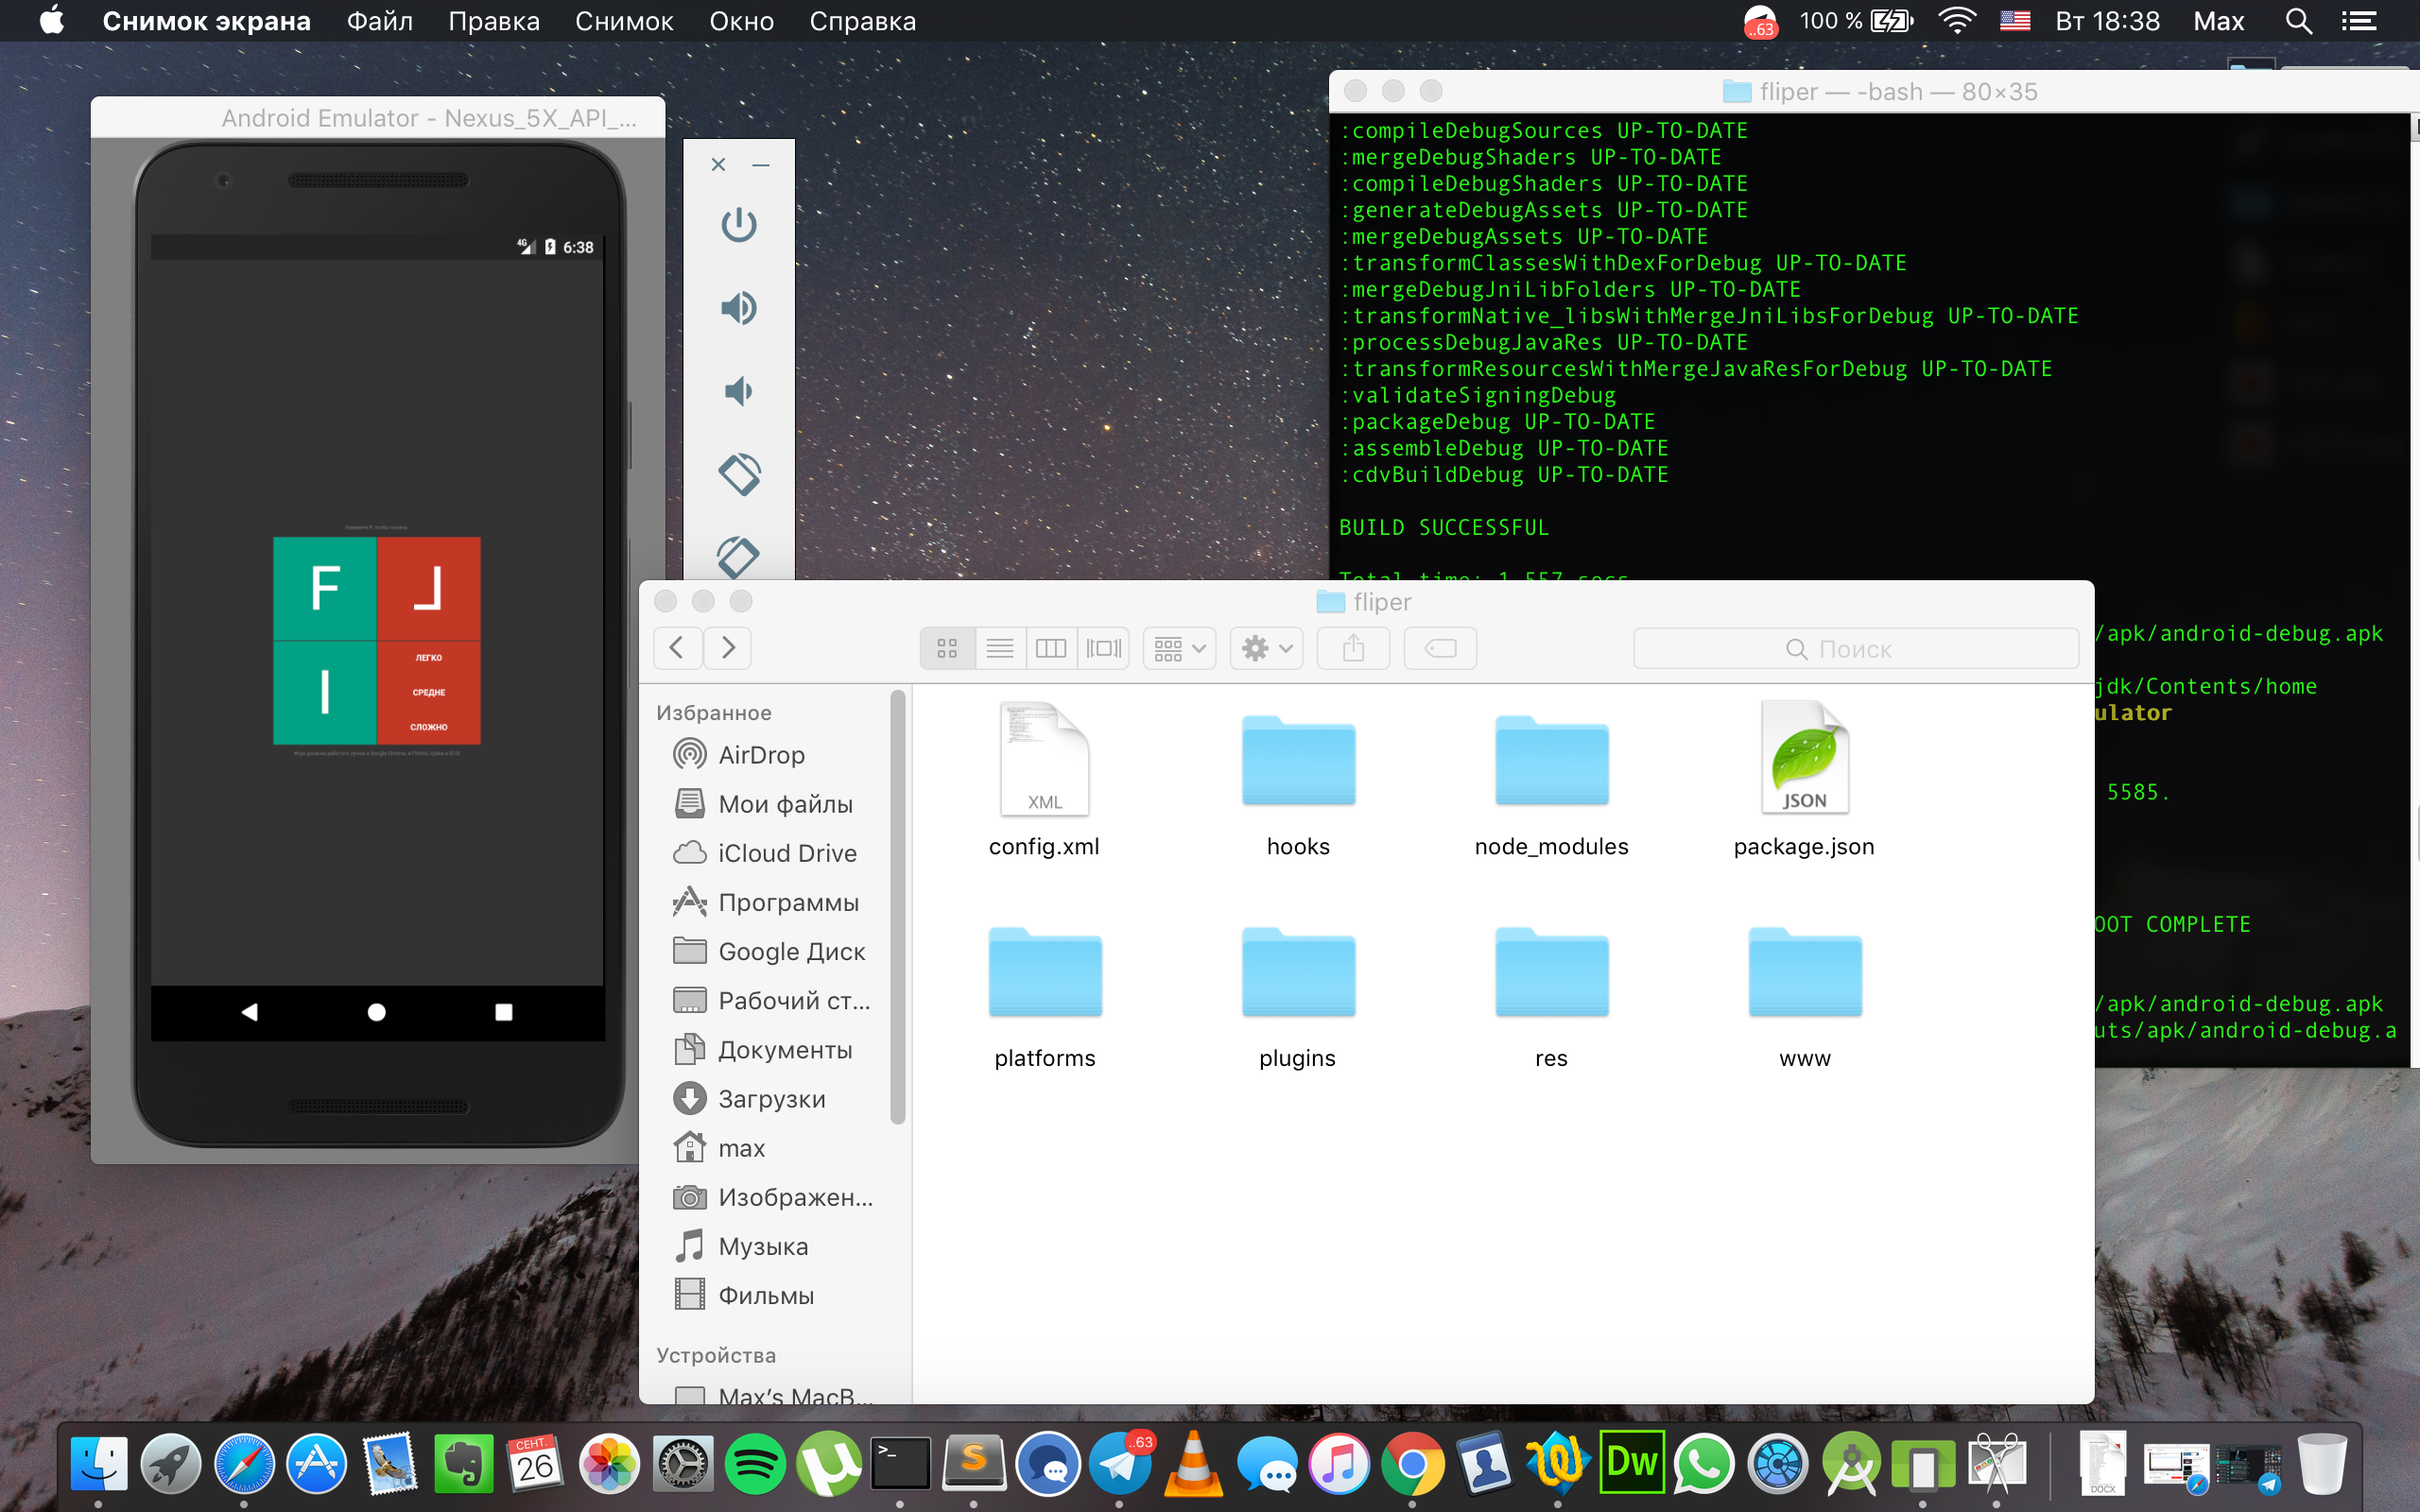 Снимок экрана Файл Правка Снимок Окно Справка
..63 100 % Вт 18:38 Max
Android Emulator - Nexus_5X_API_...
4G 6:38
F
I
ЛЕГКО
СРЕДНЕ
СЛОЖНО
fliper — -bash — 80×35
:compileDebugSources UP-TO-DATE
:mergeDebugShaders UP-TO-DATE
:compileDebugShaders UP-TO-DATE
:generateDebugAssets UP-TO-DATE
:mergeDebugAssets UP-TO-DATE
:transformClassesWithDexForDebug UP-TO-DATE
:mergeDebugJniLibFolders UP-TO-DATE
:transformNative_libsWithMergeJniLibsForDebug UP-TO-DATE
:processDebugJavaRes UP-TO-DATE
:transformResourcesWithMergeJavaResForDebug UP-TO-DATE
:validateSigningDebug
:packageDebug UP-TO-DATE
:assembleDebug UP-TO-DATE
:cdvBuildDebug UP-TO-DATE
BUILD SUCCESSFUL
Total time: 1.557 secs
/apk/android-debug.apk
jdk/Contents/home
ulator
5585.
OOT COMPLETE
/apk/android-debug.apk
uts/apk/android-debug.a
fliper
Поиск
Избранное
AirDrop
Мои файлы
iCloud Drive
Программы
Google Диск
Рабочий ст...
Документы
Загрузки
max
Изображен...
Музыка
Фильмы
Устройства
Max’s MacB...
XML
JSON
config.xml hooks node_modules package.json
platforms plugins res www
СЕНТ.
26
>_
S
..63
Dw
DOCX